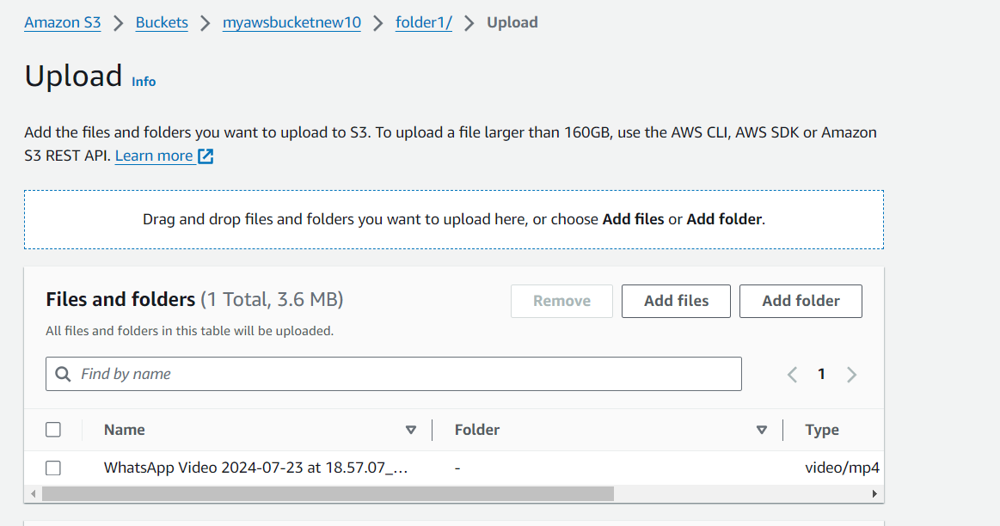 Amazon S3 > Buckets > myawsbucketnew10 > folder1/ > Upload
Upload Info
Add the files and folders you want to upload to S3. To upload a file larger than 160GB, use the AWS CLI, AWS SDK or Amazon
S3 REST API. Learn more
Drag and drop files and folders you want to upload here, or choose Add files or Add folder.
Files and folders (1 Total, 3.6 MB)
Remove Add files Add folder
All files and folders in this table will be uploaded.
Find by name
1
Name Folder Type
WhatsApp Video 2024-07-23 at 18.57.07_... - video/mp4